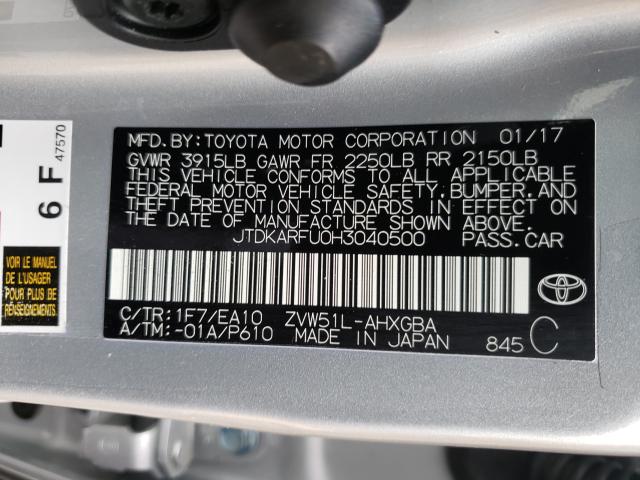 MFD.BY:TOYOTA MOTOR CORPORATION 01/17
GVWR 3915LB GAWR FR 2250LB RR 2150LB
THIS VEHICLE CONFORMS TO ALL APPLICABLE
FEDERAL MOTOR VEHICLE SAFETY, BUMPER, AND
THEFT PREVENTION STANDARDS IN EFFECT ON
THE DATE OF MANUFACTURE SHOWN ABOVE.
JTDKARFU0H3040500 PASS.CAR
C/TR: 1F7/EA10 ZVW51L-AHXGBA
A/TM: -01A/P610 MADE IN JAPAN 845 C
6 F 47570
VOIR LE
MANUEL DE
L'USAGER
POUR PLUS DE